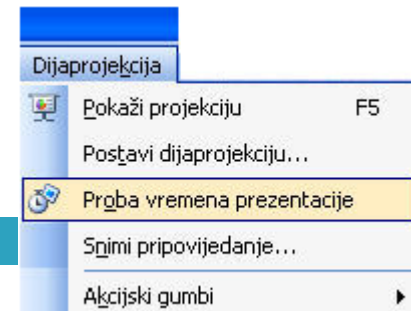 Dijaprojekcija
Pokaži projekciju F5
Postavi dijaprojekciju...
Proba vremena prezentacije
Snimi pripovijedanje...
Akcijski gumbi